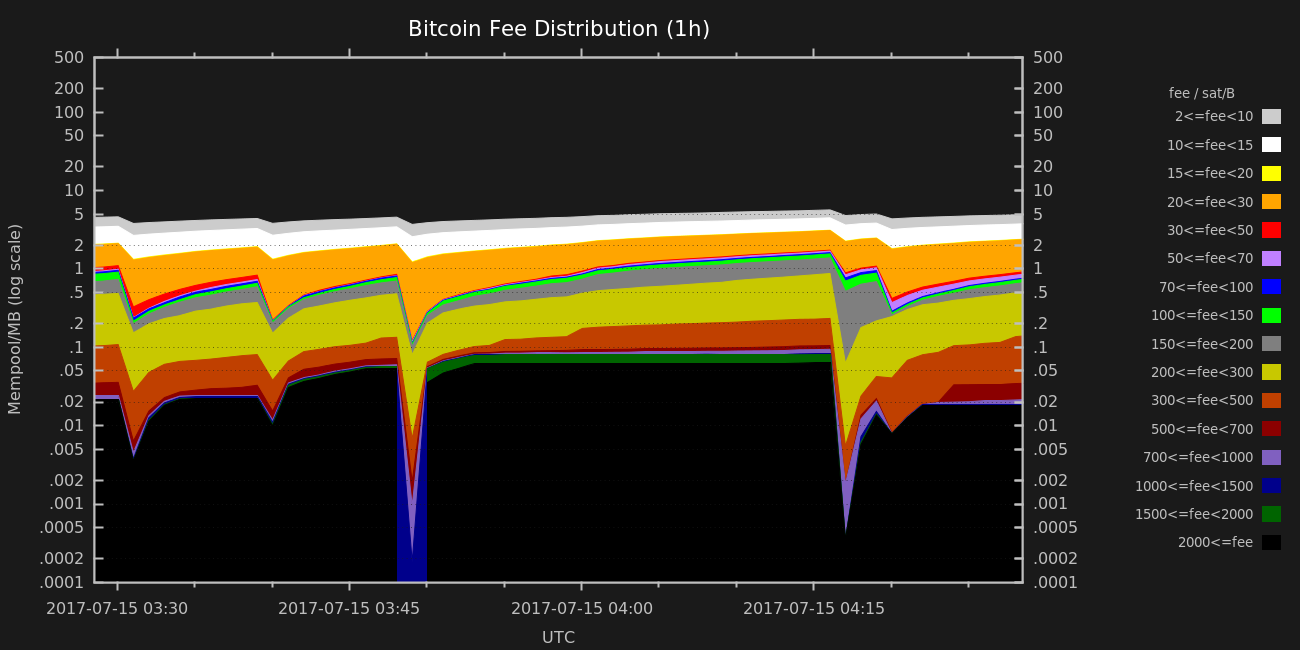 Bitcoin Fee Distribution (1h)
Mempool/MB (log scale)
500
200
100
50
20
10
5
2
1
.5
.2
.1
.05
.02
.01
.005
.002
.001
.0005
.0002
.0001
500
200
100
50
20
10
5
2
1
.5
.2
.1
.05
.02
.01
.005
.002
.001
.0005
.0002
.0001
2017-07-15 03:30
2017-07-15 03:45
2017-07-15 04:00
2017-07-15 04:15
UTC
fee / sat/B
2<=fee<10
10<=fee<15
15<=fee<20
20<=fee<30
30<=fee<50
50<=fee<70
70<=fee<100
100<=fee<150
150<=fee<200
200<=fee<300
300<=fee<500
500<=fee<700
700<=fee<1000
1000<=fee<1500
1500<=fee<2000
2000<=fee